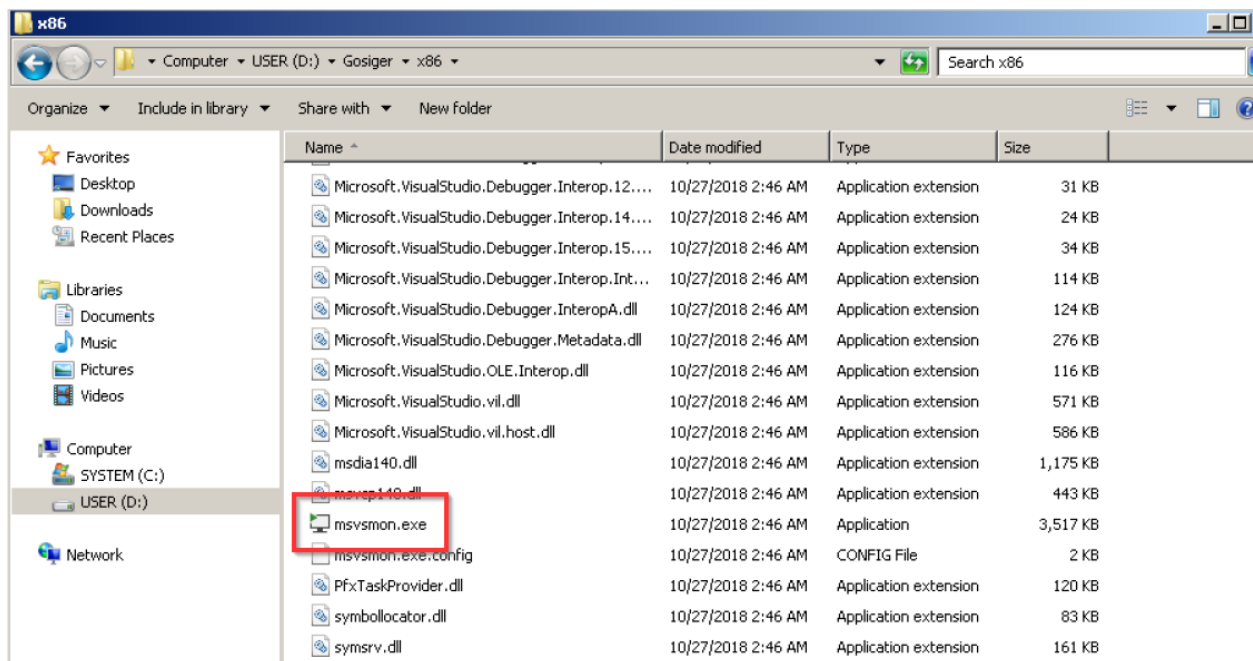 x86
Computer USER (D:) Gosiger x86
Search x86
Organize Include in library Share with New folder
Name Date modified Type Size
Favorites
Desktop
Downloads
Recent Places
Libraries
Documents
Music
Pictures
Videos
Computer
SYSTEM (C:)
USER (D:)
Network
Microsoft.VisualStudio.Debugger.Interop.12.... 10/27/2018 2:46 AM Application extension 31 KB
Microsoft.VisualStudio.Debugger.Interop.14.... 10/27/2018 2:46 AM Application extension 24 KB
Microsoft.VisualStudio.Debugger.Interop.15.... 10/27/2018 2:46 AM Application extension 34 KB
Microsoft.VisualStudio.Debugger.Interop.Int... 10/27/2018 2:46 AM Application extension 114 KB
Microsoft.VisualStudio.Debugger.InteropA.dll 10/27/2018 2:46 AM Application extension 124 KB
Microsoft.VisualStudio.Debugger.Metadata.dll 10/27/2018 2:46 AM Application extension 276 KB
Microsoft.VisualStudio.OLE.Interop.dll 10/27/2018 2:46 AM Application extension 116 KB
Microsoft.VisualStudio.vil.dll 10/27/2018 2:46 AM Application extension 571 KB
Microsoft.VisualStudio.vil.host.dll 10/27/2018 2:46 AM Application extension 586 KB
msdia140.dll 10/27/2018 2:46 AM Application extension 1,175 KB
msvcp140.dll 10/27/2018 2:46 AM Application extension 443 KB
msvsmon.exe 10/27/2018 2:46 AM Application 3,517 KB
msvsmon.exe.config 10/27/2018 2:46 AM CONFIG File 2 KB
PfxTaskProvider.dll 10/27/2018 2:46 AM Application extension 120 KB
symbollocator.dll 10/27/2018 2:46 AM Application extension 83 KB
symsrv.dll 10/27/2018 2:46 AM Application extension 161 KB